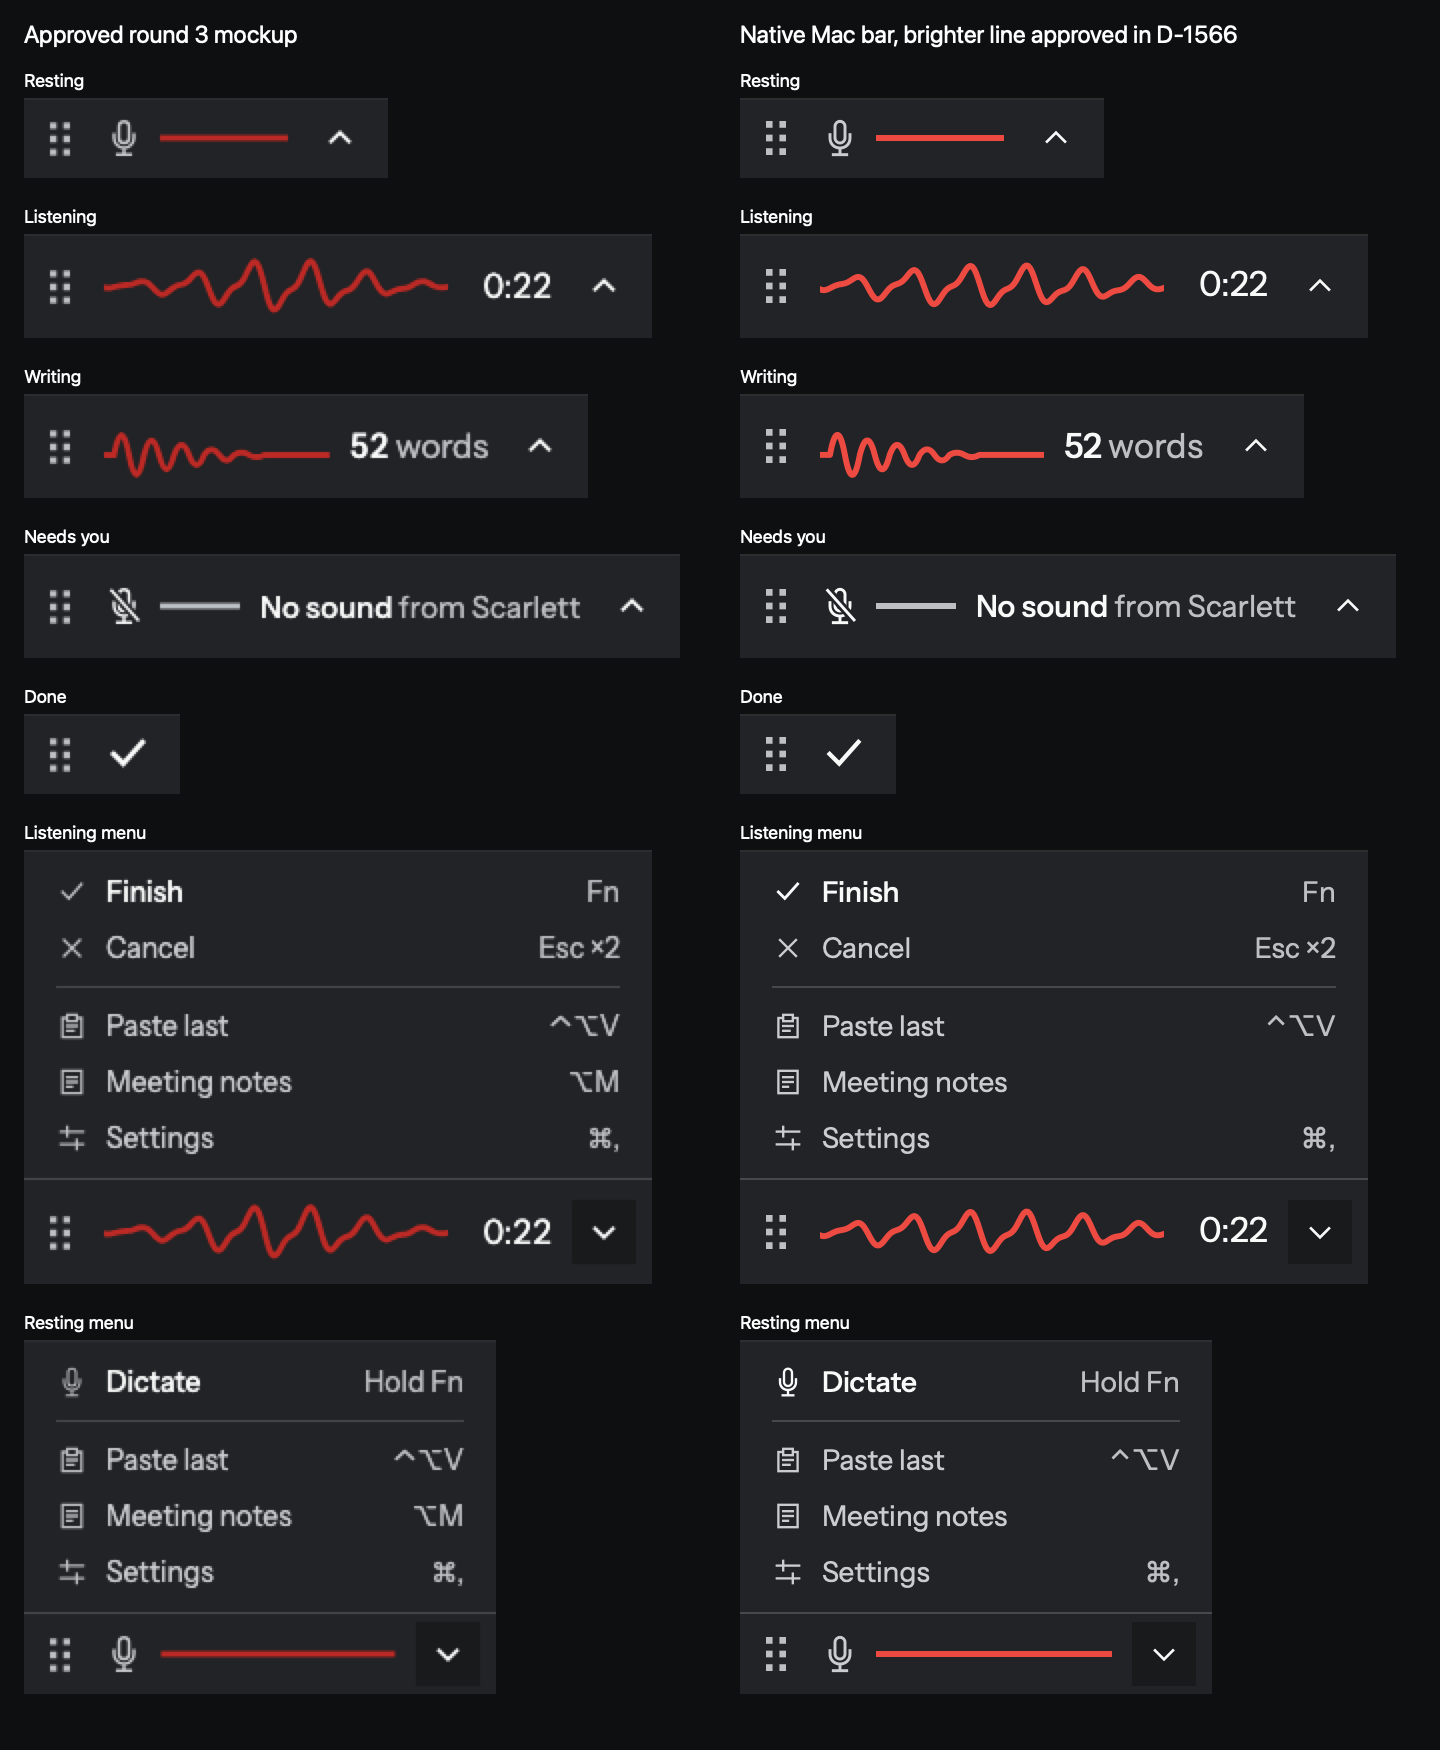 Approved round 3 mockup
Resting
Listening
0:22
Writing
52 words
Needs you
No sound from Scarlett
Done
Listening menu
Finish Fn
Cancel Esc ×2
Paste last ^⌥V
Meeting notes ⌥M
Settings ⌘,
0:22
Resting menu
Dictate Hold Fn
Paste last ^⌥V
Meeting notes ⌥M
Settings ⌘,
Native Mac bar, brighter line approved in D-1566
Resting
Listening
0:22
Writing
52 words
Needs you
No sound from Scarlett
Done
Listening menu
Finish Fn
Cancel Esc ×2
Paste last ^⌥V
Meeting notes
Settings ⌘,
0:22
Resting menu
Dictate Hold Fn
Paste last ^⌥V
Meeting notes
Settings ⌘,